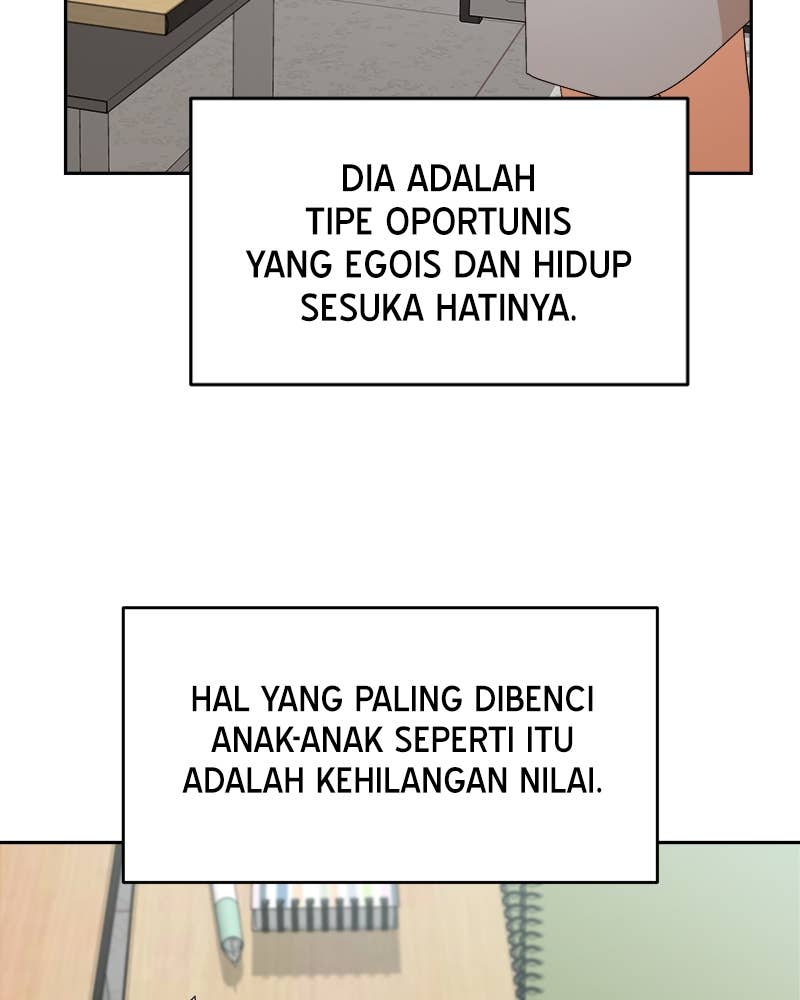 DIA ADALAH
TIPE OPORTUNIS
YANG EGOIS DAN HIDUP
SESUKA HATINYA.
HAL YANG PALING DIBENCI
ANAK-ANAK SEPERTI ITU
ADALAH KEHILANGAN NILAI.